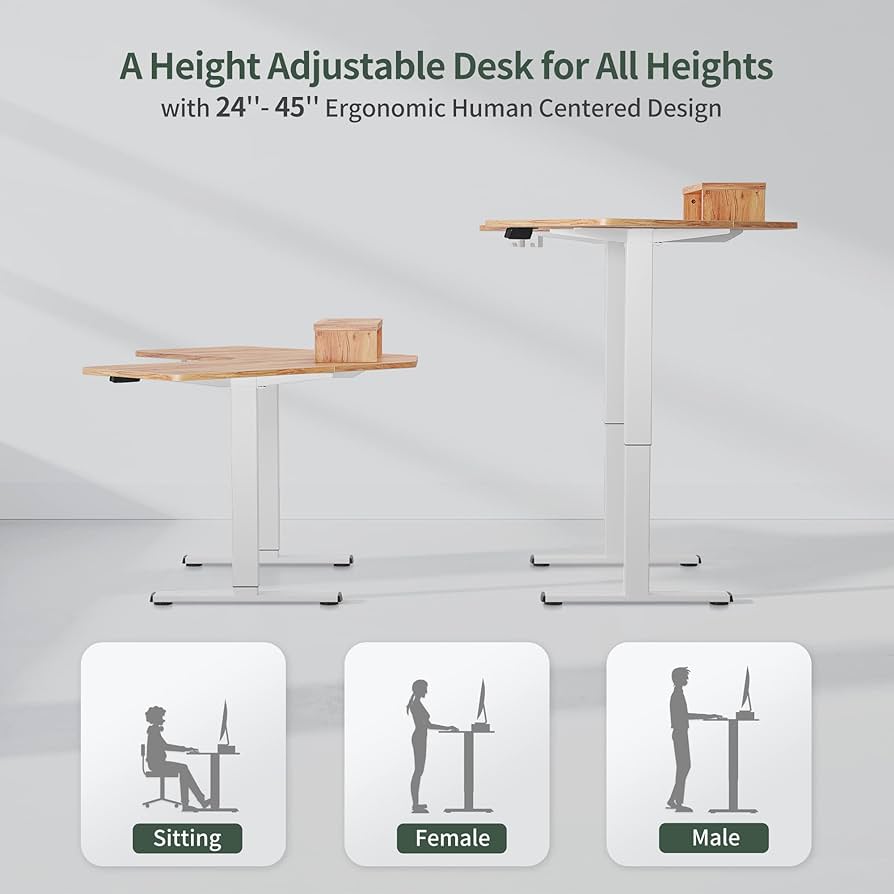 A Height Adjustable Desk for All Heights
with 24''- 45'' Ergonomic Human Centered Design
Sitting
Female
Male